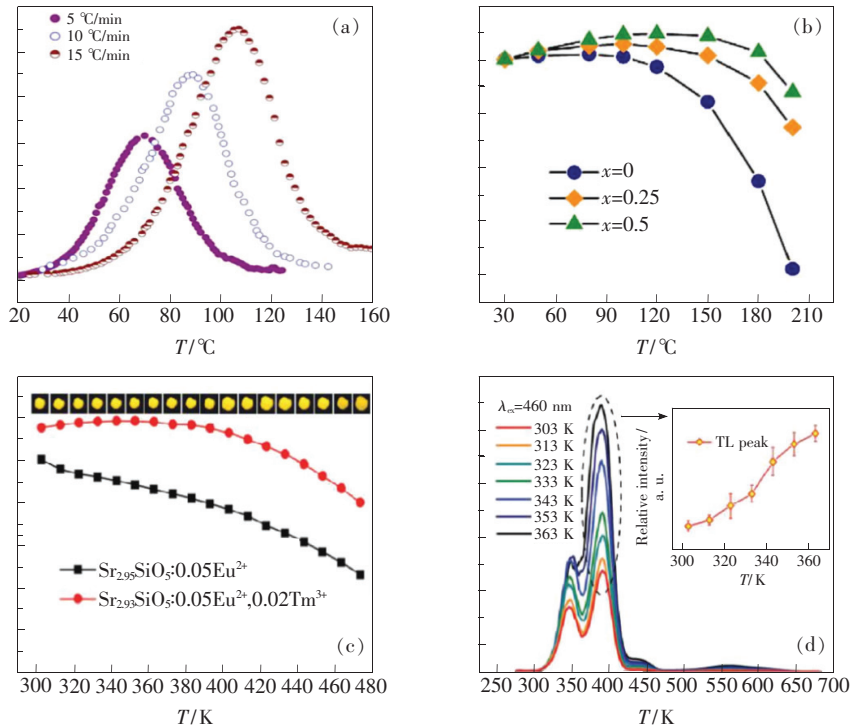 5 ℃/min
10 ℃/min
15 ℃/min
(a)
20 40 60 80 100 120 140 160
T/℃
(b)
x=0
x=0.25
x=0.5
30 60 90 120 150 180 210
T/℃
Sr₂.₉₅SiO₅:0.05Eu²⁺
Sr₂.₉₃SiO₅:0.05Eu²⁺,0.02Tm³⁺
(c)
300 320 340 360 380 400 420 440 460 480
T/K
λₑₓ=460 nm
303 K
313 K
323 K
333 K
343 K
353 K
363 K
Relative intensity/
a. u.
TL peak
300 320 340 360
T/K
(d)
250 300 350 400 450 500 550 600 650 700
T/K